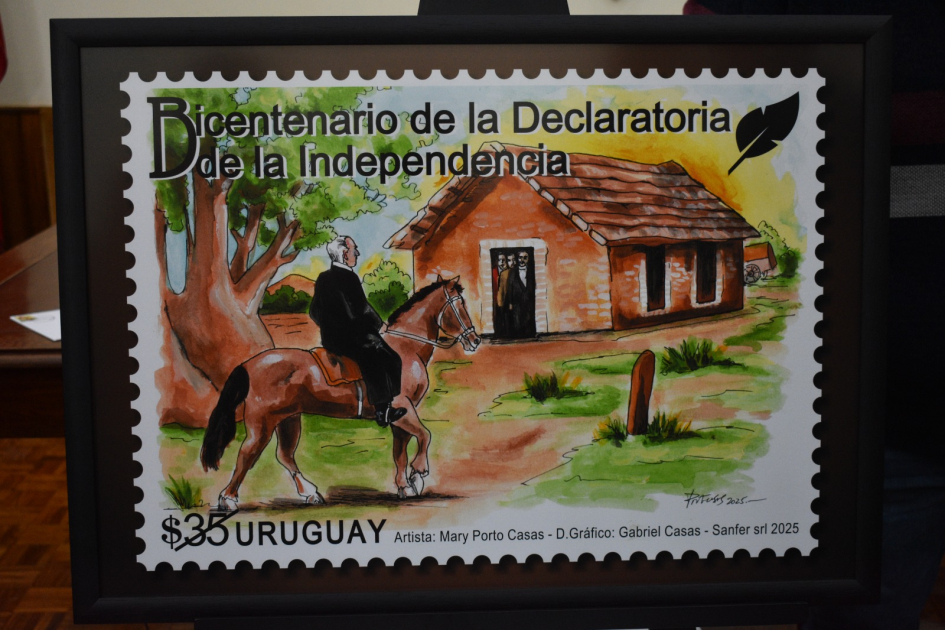 Bicentenario de la Declaratoria
de la Independencia
$35 URUGUAY Artista: Mary Porto Casas - D.Gráfico: Gabriel Casas - Sanfer srl 2025
2025